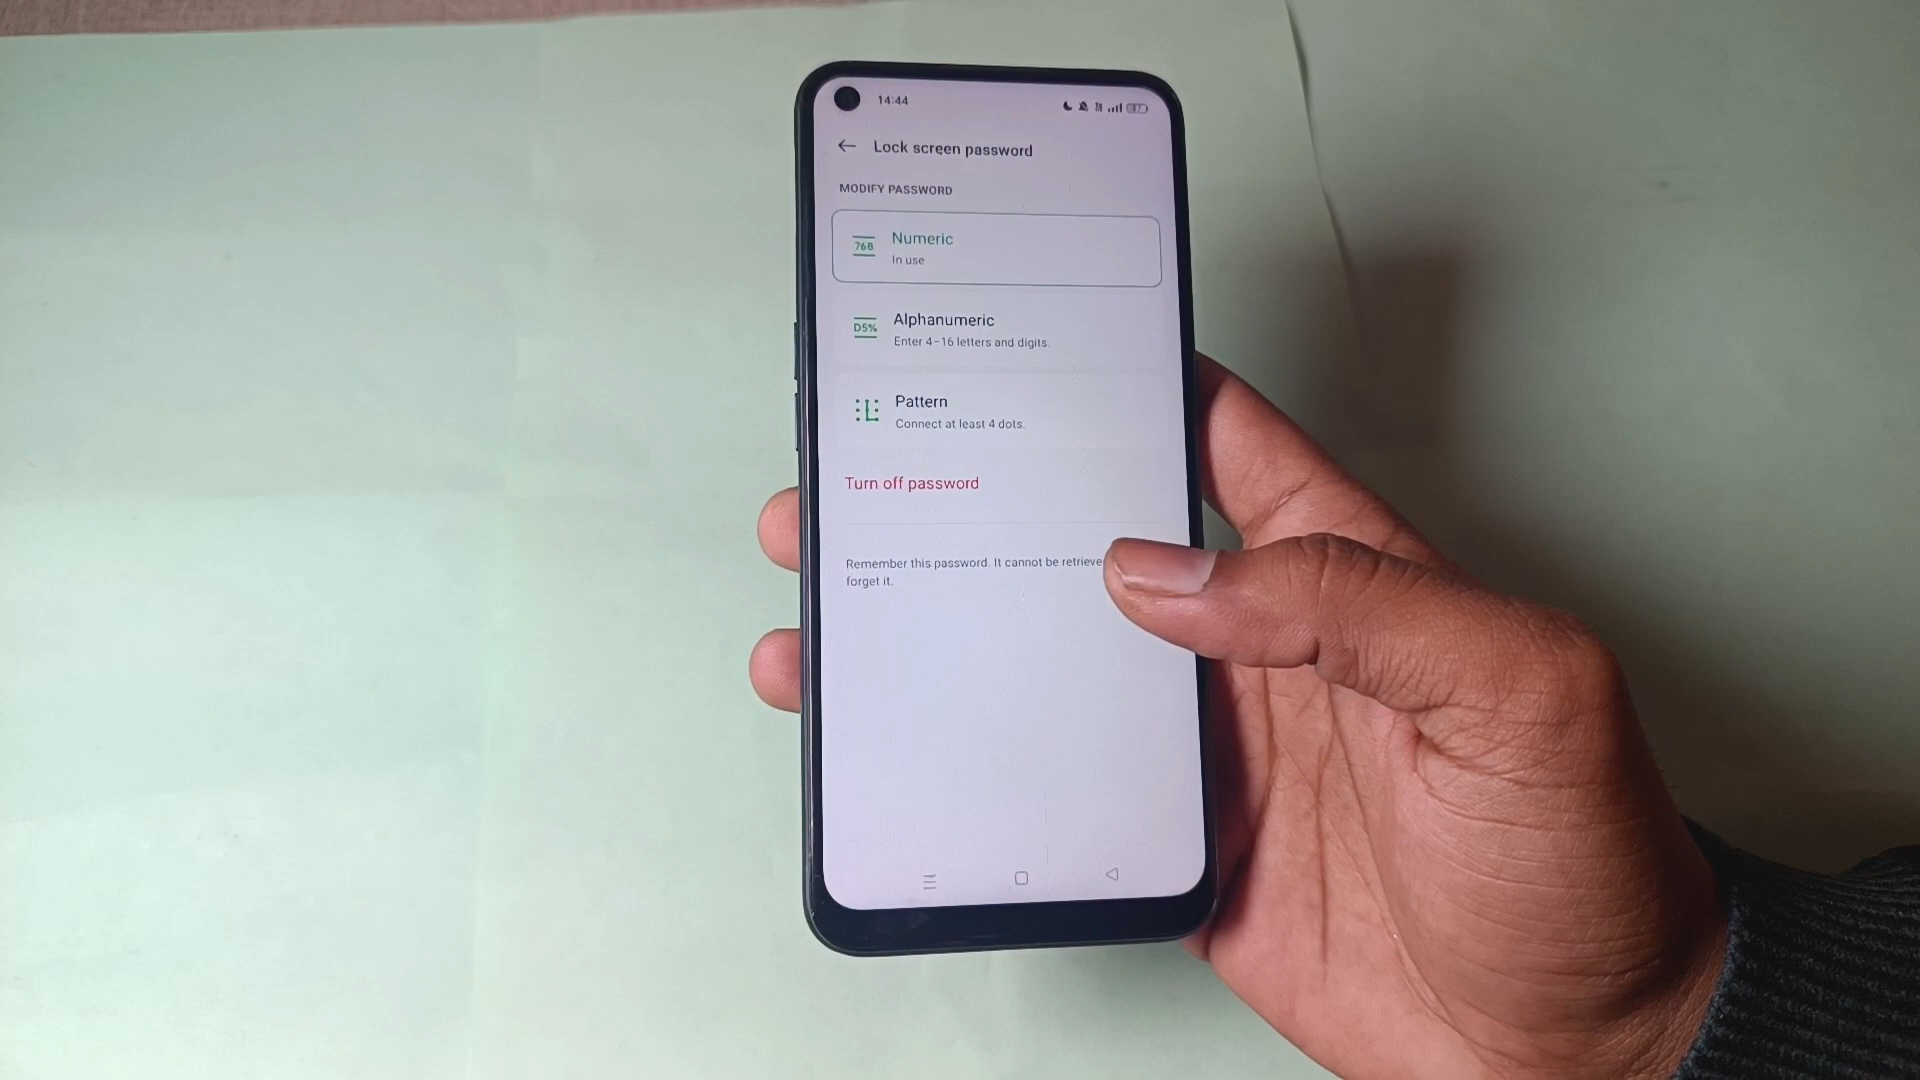 14:44
Lock screen password
MODIFY PASSWORD
768
Numeric
In use
D5%
Alphanumeric
Enter 4–16 letters and digits.
Pattern
Connect at least 4 dots.
Turn off password
Remember this password. It cannot be retrieve
forget it.